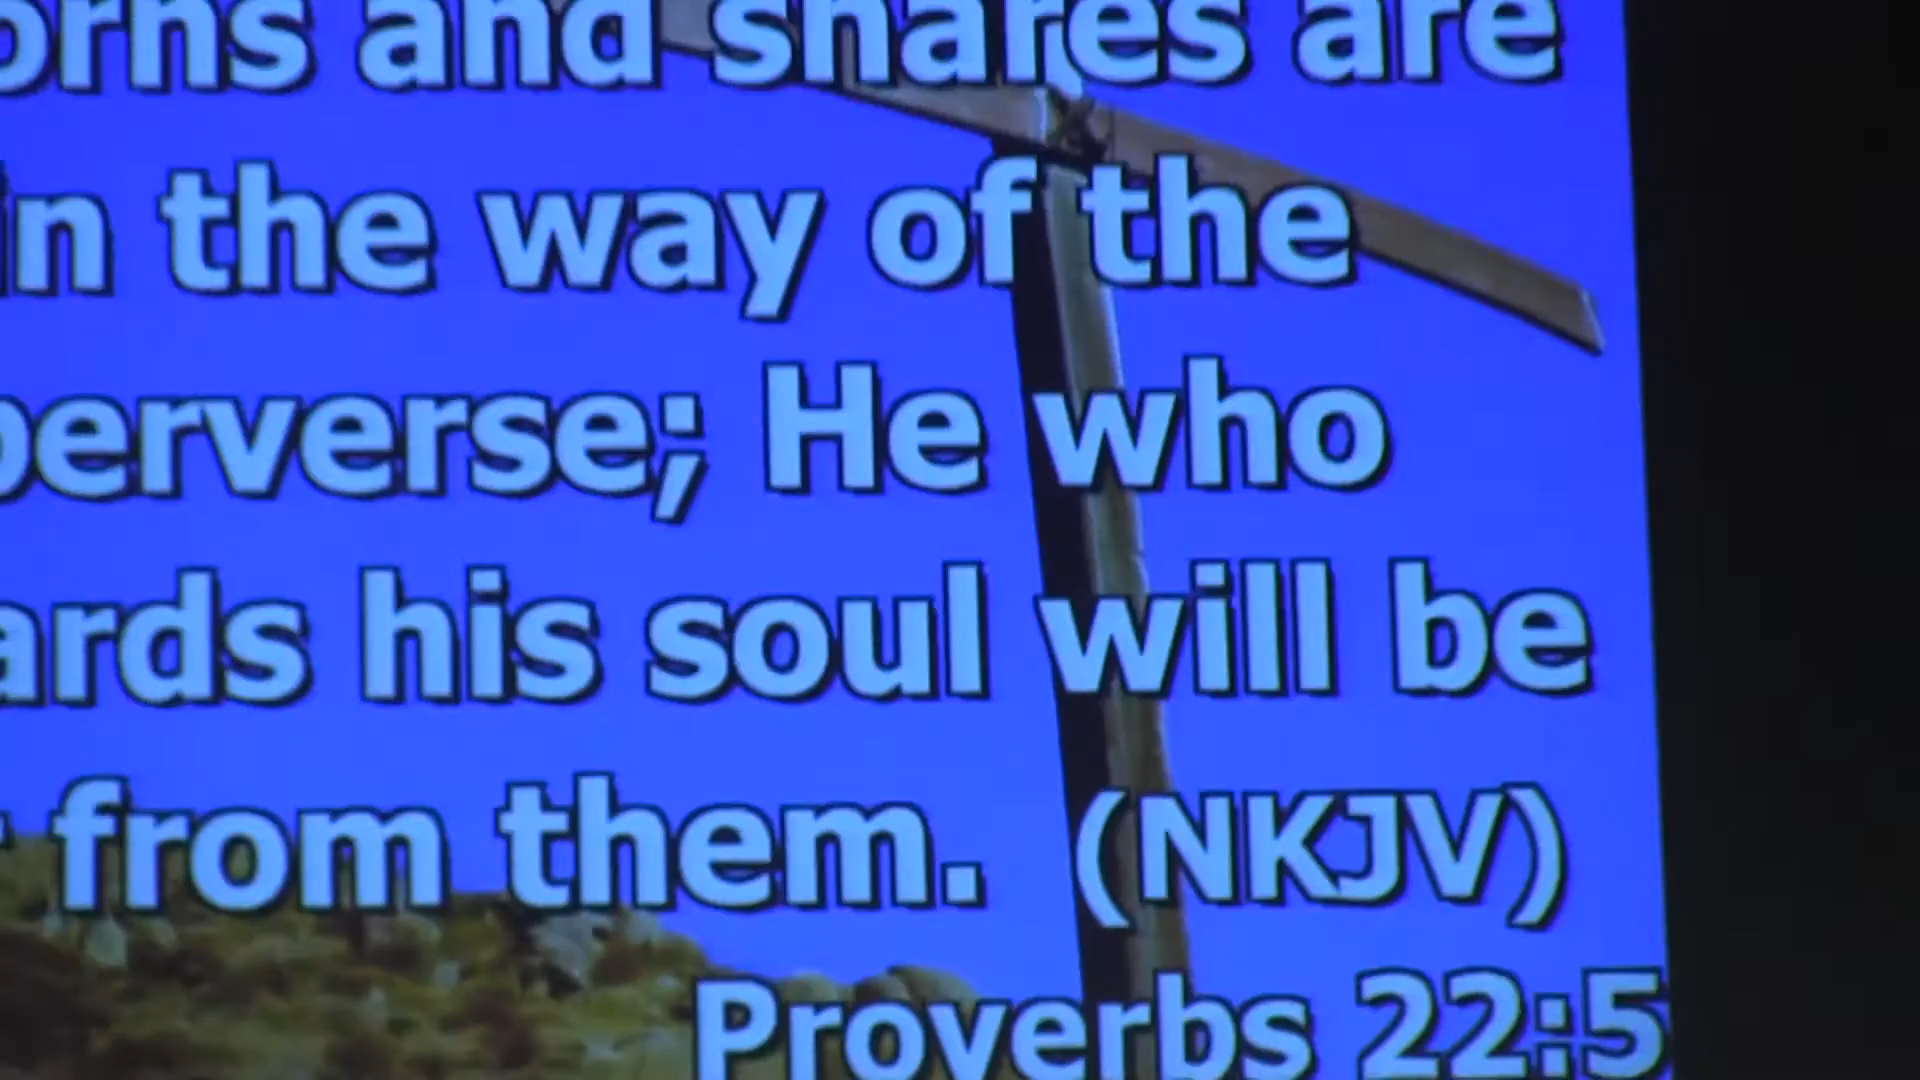 orns and shares are
in the way of the
perverse; He who
ards his soul will be
from them. (NKJV)
Proverbs 22:5